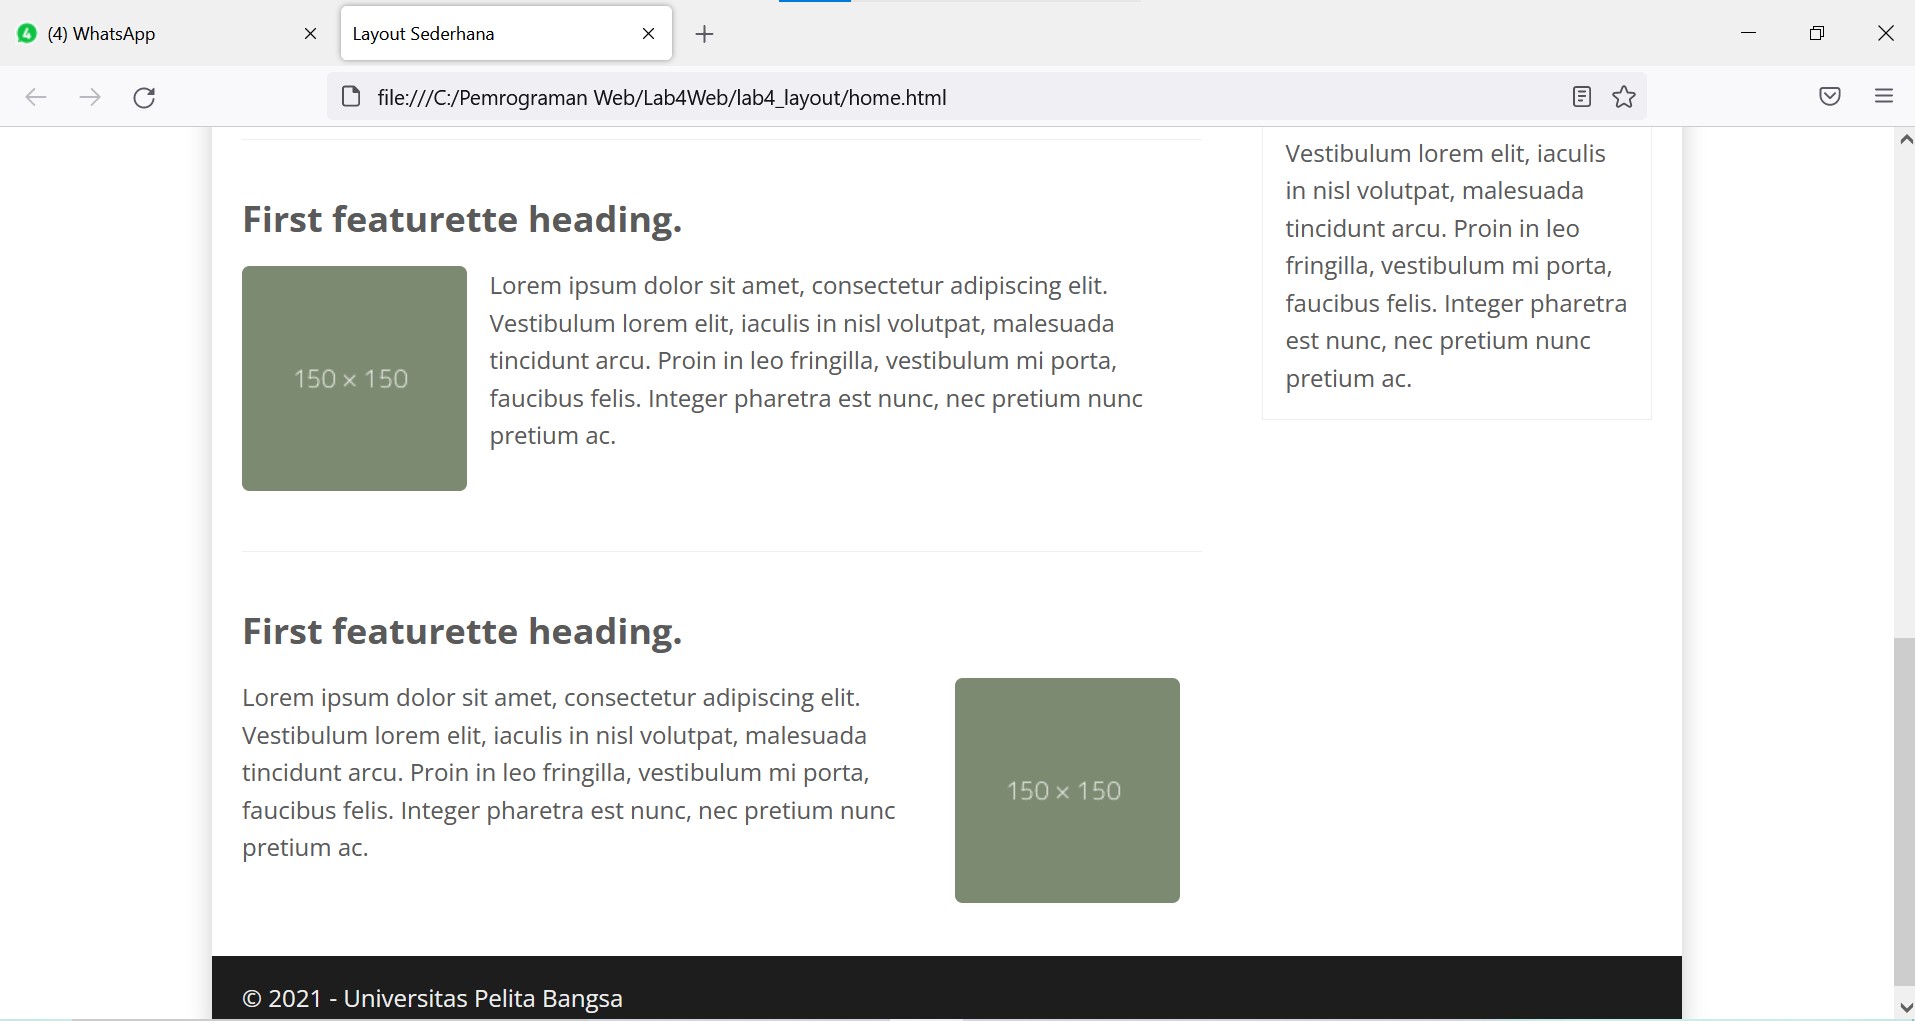 4
(4) WhatsApp
Layout Sederhana
file:///C:/Pemrograman Web/Lab4Web/lab4_layout/home.html
First featurette heading.
150 × 150
Lorem ipsum dolor sit amet, consectetur adipiscing elit.
Vestibulum lorem elit, iaculis in nisl volutpat, malesuada
tincidunt arcu. Proin in leo fringilla, vestibulum mi porta,
faucibus felis. Integer pharetra est nunc, nec pretium nunc
pretium ac.
First featurette heading.
Lorem ipsum dolor sit amet, consectetur adipiscing elit.
Vestibulum lorem elit, iaculis in nisl volutpat, malesuada
tincidunt arcu. Proin in leo fringilla, vestibulum mi porta,
faucibus felis. Integer pharetra est nunc, nec pretium nunc
pretium ac.
150 × 150
Vestibulum lorem elit, iaculis
in nisl volutpat, malesuada
tincidunt arcu. Proin in leo
fringilla, vestibulum mi porta,
faucibus felis. Integer pharetra
est nunc, nec pretium nunc
pretium ac.
© 2021 - Universitas Pelita Bangsa